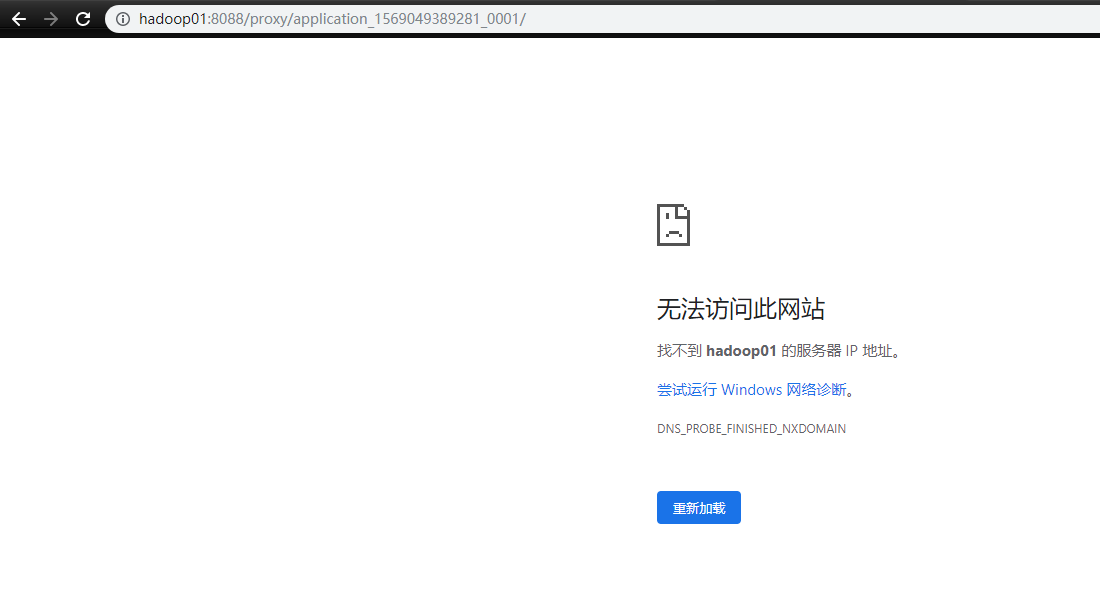 hadoop01:8088/proxy/application_1569049389281_0001/
无法访问此网站
找不到 hadoop01 的服务器 IP 地址。
尝试运行 Windows 网络诊断。
DNS_PROBE_FINISHED_NXDOMAIN
重新加载